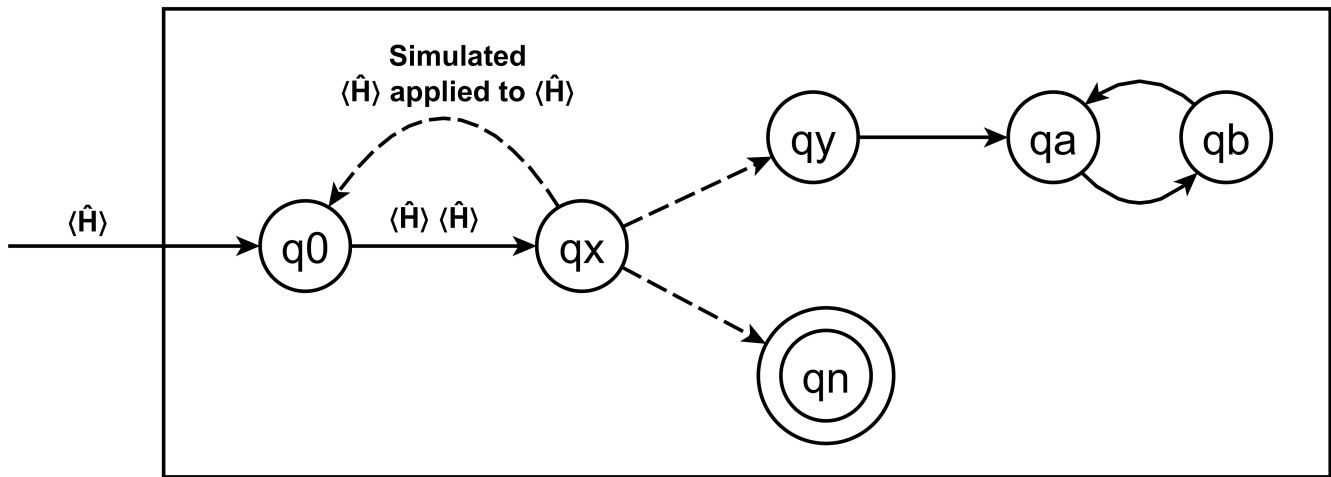 Simulated
⟨Ĥ⟩ applied to ⟨Ĥ⟩
qy
qa
qb
⟨Ĥ⟩
⟨Ĥ⟩ ⟨Ĥ⟩
q0
qx
qn